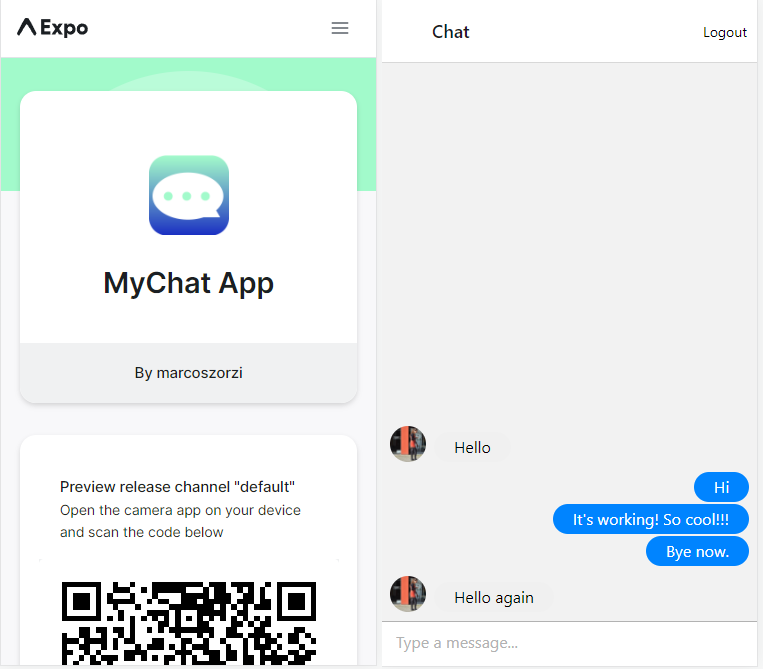 Expo
MyChat App
By marcoszorzi
Preview release channel "default"
Open the camera app on your device
and scan the code below
Chat
Logout
Hello
Hi
It's working! So cool!!!
Bye now.
Hello again
Type a message...